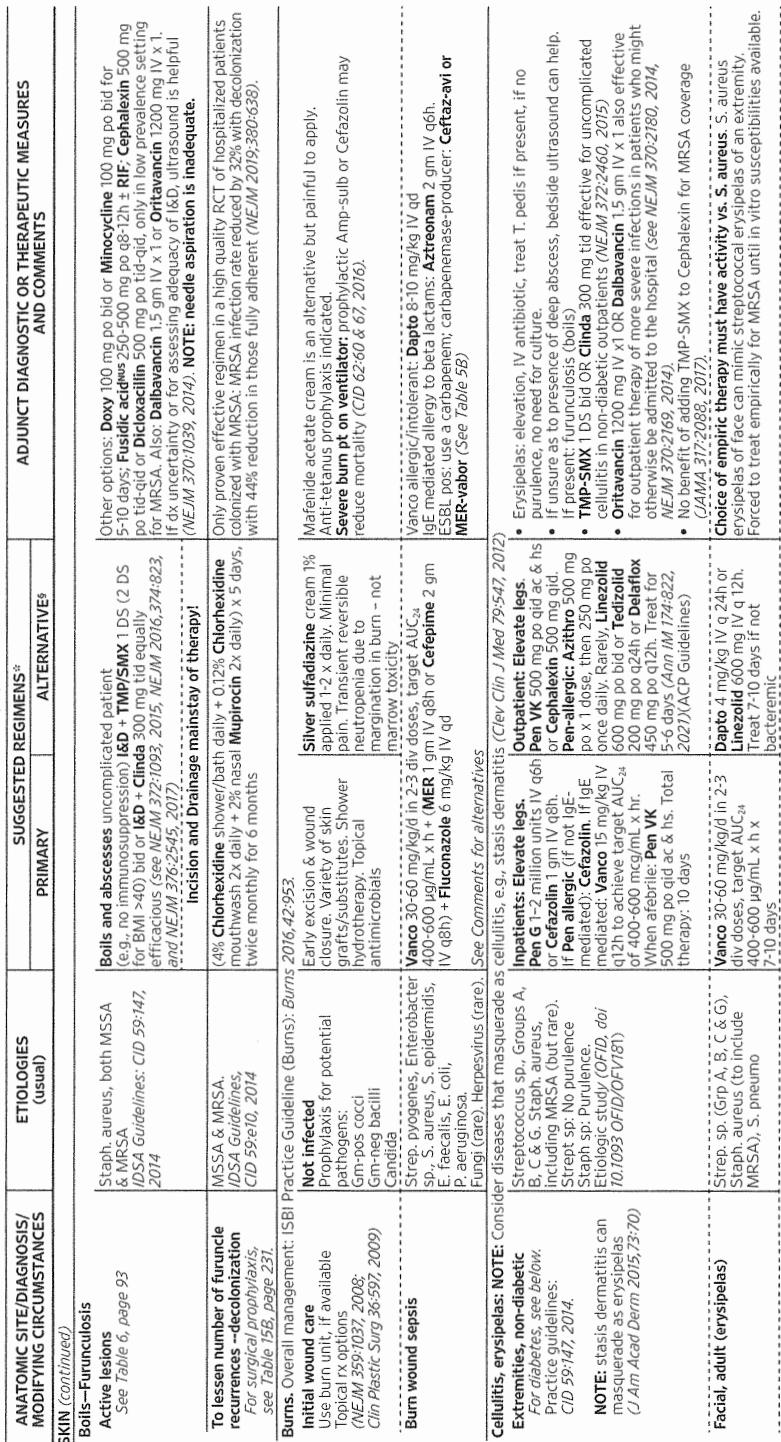 ANATOMIC SITE/DIAGNOSIS/
MODIFYING CIRCUMSTANCES
ETIOLOGIES
(usual)
SUGGESTED REGIMENS*
PRIMARY
ALTERNATIVE§
ADJUNCT DIAGNOSTIC OR THERAPEUTIC MEASURES
AND COMMENTS
SKIN (continued)
Boils—Furunculosis
Active lesions
See Table 6, page 93
Staph. aureus, both MSSA
& MRSA
IDSA Guidelines: CID 59:147,
2014
Boils and abscesses uncomplicated patient
(e.g., no immunosuppression) I&D + TMP/SMX 1 DS (2 DS
for BMI >40) bid or I&D + Clinda 300 mg tid equally
efficacious (see NEJM 372:1093, 2015, NEJM 2016,374:823,
and NEJM 376:2545, 2017)
Incision and Drainage mainstay of therapy!
Other options: Doxy 100 mg po bid or Minocycline 100 mg po bid for
5-10 days; Fusidic acidNUS 250-500 mg po q8-12h ± RIF; Cephalexin 500 mg
po tid-qid or Dicloxacillin 500 mg po tid-qid, only in low prevalence setting
for MRSA. Also: Dalbavancin 1.5 gm IV x 1 or Oritavancin 1200 mg IV x 1.
If dx uncertainty or for assessing adequacy of I&D, ultrasound is helpful
(NEJM 370:1039, 2014). NOTE: needle aspiration is inadequate.
To lessen number of furuncle
recurrences --decolonization
For surgical prophylaxis,
see Table 15B, page 231.
MSSA & MRSA.
IDSA Guidelines,
CID 59:e10, 2014
(4% Chlorhexidine shower/bath daily + 0.12% Chlorhexidine
mouthwash 2x daily + 2% nasal Mupirocin 2x daily) x 5 days,
twice monthly for 6 months
Only proven effective regimen in a high quality RCT of hospitalized patients
colonized with MRSA: MRSA infection rate reduced by 32% with decolonization
with 44% reduction in those fully adherent (NEJM 2019,380:638).
Burns. Overall management: ISBI Practice Guideline (Burns): Burns 2016,42:953.
Initial wound care
Use burn unit, if available
Topical rx options
(NEJM 359:1037, 2008;
Clin Plastic Surg 36:597, 2009)
Not infected
Prophylaxis for potential
pathogens:
Gm-pos cocci
Gm-neg bacilli
Candida
Early excision & wound
closure. Variety of skin
grafts/substitutes. Shower
hydrotherapy. Topical
antimicrobials
Silver sulfadiazine cream 1%
applied 1-2 x daily. Minimal
pain. Transient reversible
neutropenia due to
margination in burn – not
marrow toxicity
Mafenide acetate cream is an alternative but painful to apply.
Anti-tetanus prophylaxis indicated.
Severe burn pt on ventilator: prophylactic Amp-sulb or Cefazolin may
reduce mortality (CID 62:60 & 67, 2016).
Burn wound sepsis
Strep. pyogenes, Enterobacter
sp., S. aureus, S. epidermidis,
E. faecalis, E. coli,
P. aeruginosa.
Fungi (rare). Herpesvirus (rare).
Vanco 30-60 mg/kg/d in 2-3 div doses, target AUC24
400-600 µg/mL x h + (MER 1 gm IV q8h or Cefepime 2 gm
IV q8h) + Fluconazole 6 mg/kg IV qd
See Comments for alternatives
Vanco allergic/intolerant: Dapto 8-10 mg/kg IV qd
IgE mediated allergy to beta lactams: Aztreonam 2 gm IV q6h.
ESBL pos: use a carbapenem; carbapenemase-producer: Ceftaz-avi or
MER-vabor (See Table 5B)
Cellulitis, erysipelas: NOTE: Consider diseases that masquerade as cellulitis, e.g., stasis dermatitis (Clev Clin J Med 79:547, 2012)
Extremities, non-diabetic
For diabetes, see below.
Practice guidelines:
CID 59:147, 2014.
NOTE: stasis dermatitis can
masquerade as erysipelas
(J Am Acad Derm 2015,73:70)
Streptococcus sp., Groups A,
B, C & G. Staph. aureus,
including MRSA (but rare).
Strept sp: No purulence
Staph sp: Purulence.
Etiologic study (OFID, doi
10.1093 OFID/OFV181)
Inpatients: Elevate legs.
Pen G 1-2 million units IV q6h
or Cefazolin 1 gm IV q8h.
If Pen allergic (if not IgE-
mediated): Cefazolin. If IgE
mediated: Vanco 15 mg/kg IV
q12h to achieve target AUC24
of 400-600 mcg/mL x hr.
When afebrile: Pen VK
500 mg po qid ac & hs. Total
therapy: 10 days
Outpatient: Elevate legs.
Pen VK 500 mg po qid ac & hs
or Cephalexin 500 mg qid.
Pen-allergic: Azithro 500 mg
po x 1 dose, then 250 mg po
once daily. Rarely, Linezolid
600 mg po bid or Tedizolid
200 mg po q24h or Delaflox
450 mg po q12h. Treat for
5-6 days (Ann IM 174:822,
2021)(ACP Guidelines)
• Erysipelas: elevation, IV antibiotic, treat T. pedis if present, if no
purulence, no need for culture.
• If unsure as to presence of deep abscess, bedside ultrasound can help.
If present: furunculosis (boils)
• TMP-SMX 1 DS bid OR Clinda 300 mg tid effective for uncomplicated
cellulitis in non-diabetic outpatients (NEJM 372:2460, 2015)
• Oritavancin 1200 mg IV x1 OR Dalbavancin 1.5 gm IV x 1 also effective
for outpatient therapy of more severe infections in patients who might
otherwise be admitted to the hospital (see NEJM 370:2180, 2014,
NEJM 370:2169, 2014).
• No benefit of adding TMP-SMX to Cephalexin for MRSA coverage
(JAMA 317:2088, 2017).
Facial, adult (erysipelas)
Strep. sp. (Grp A, B, C & G),
Staph. aureus (to include
MRSA), S. pneumo
Vanco 30-60 mg/kg/d in 2-3
div doses, target AUC24
400-600 µg/mL x h x
7-10 days
Dapto 4 mg/kg IV q 24h or
Linezolid 600 mg IV q 12h.
Treat 7-10 days if not
bacteremic
Choice of empiric therapy must have activity vs. S. aureus. S. aureus
erysipelas of face can mimic streptococcal erysipelas of an extremity.
Forced to treat empirically for MRSA until in vitro susceptibilities available.